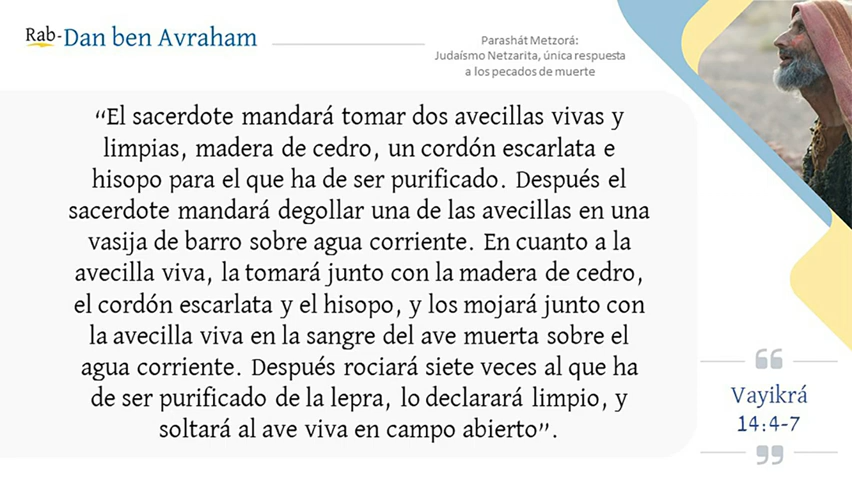 Rab-Dan ben Avraham
Parashát Metzorá:
Judaísmo Netzarita, única respuesta
a los pecados de muerte
“El sacerdote mandará tomar dos avecillas vivas y
limpias, madera de cedro, un cordón escarlata e
hisopo para el que ha de ser purificado. Después el
sacerdote mandará degollar una de las avecillas en una
vasija de barro sobre agua corriente. En cuanto a la
avecilla viva, la tomará junto con la madera de cedro,
el cordón escarlata y el hisopo, y los mojará junto con
la avecilla viva en la sangre del ave muerta sobre el
agua corriente. Después rociará siete veces al que ha
de ser purificado de la lepra, lo declarará limpio, y
soltará al ave viva en campo abierto”.
“
Vayikrá
14:4-7
”